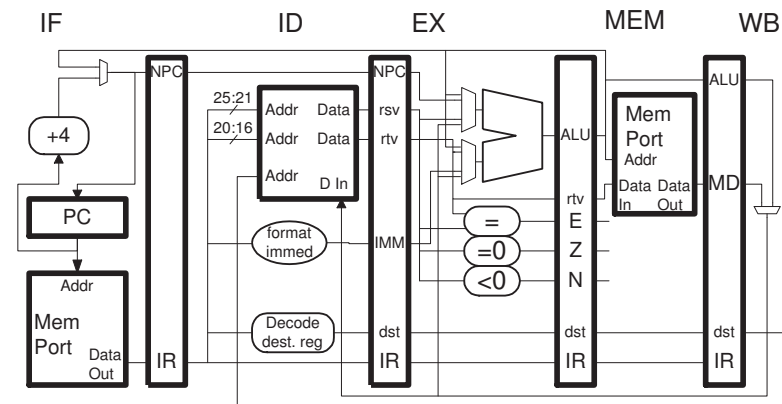 IF ID EX MEM WB
NPC
NPC
ALU
25:21
Addr Data
rsv
20:16
Addr Data
rtv
Addr
D In
+4
PC
ALU
Mem
Port
Addr
Data
In
Data
Out
rtv
MD
format
immed
IMM
=
E
=0
Z
<0
N
Addr
Mem
Port
Data
Out
Decode
dest. reg
dst
dst
dst
IR
IR
IR
IR